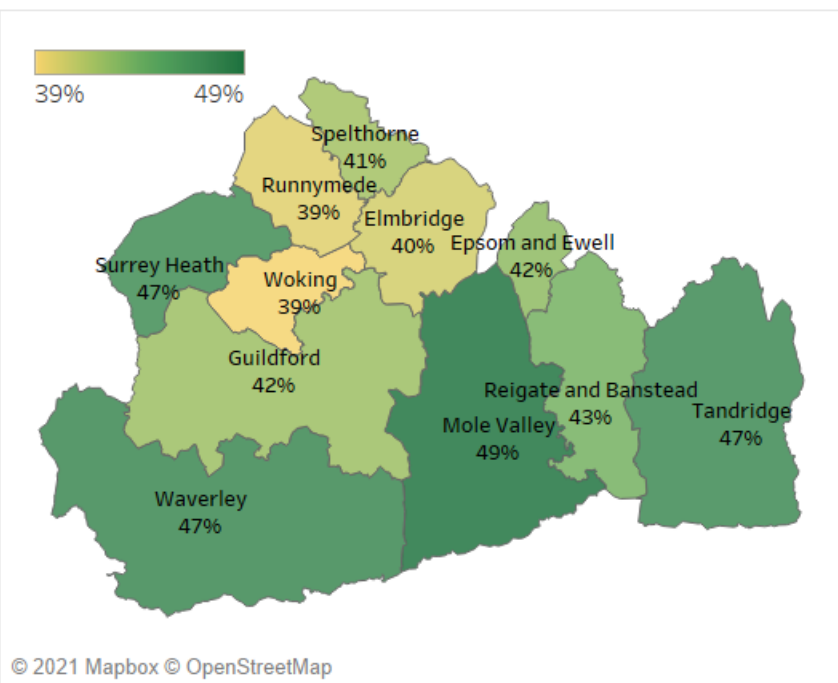 39%
49%
Spelthorne
41%
Runnymede
39%
Elmbridge
40%
Epsom and Ewell
42%
Surrey Heath
47%
Woking
39%
Guildford
42%
Reigate and Banstead
43%
Mole Valley
49%
Tandridge
47%
Waverley
47%
© 2021 Mapbox © OpenStreetMap